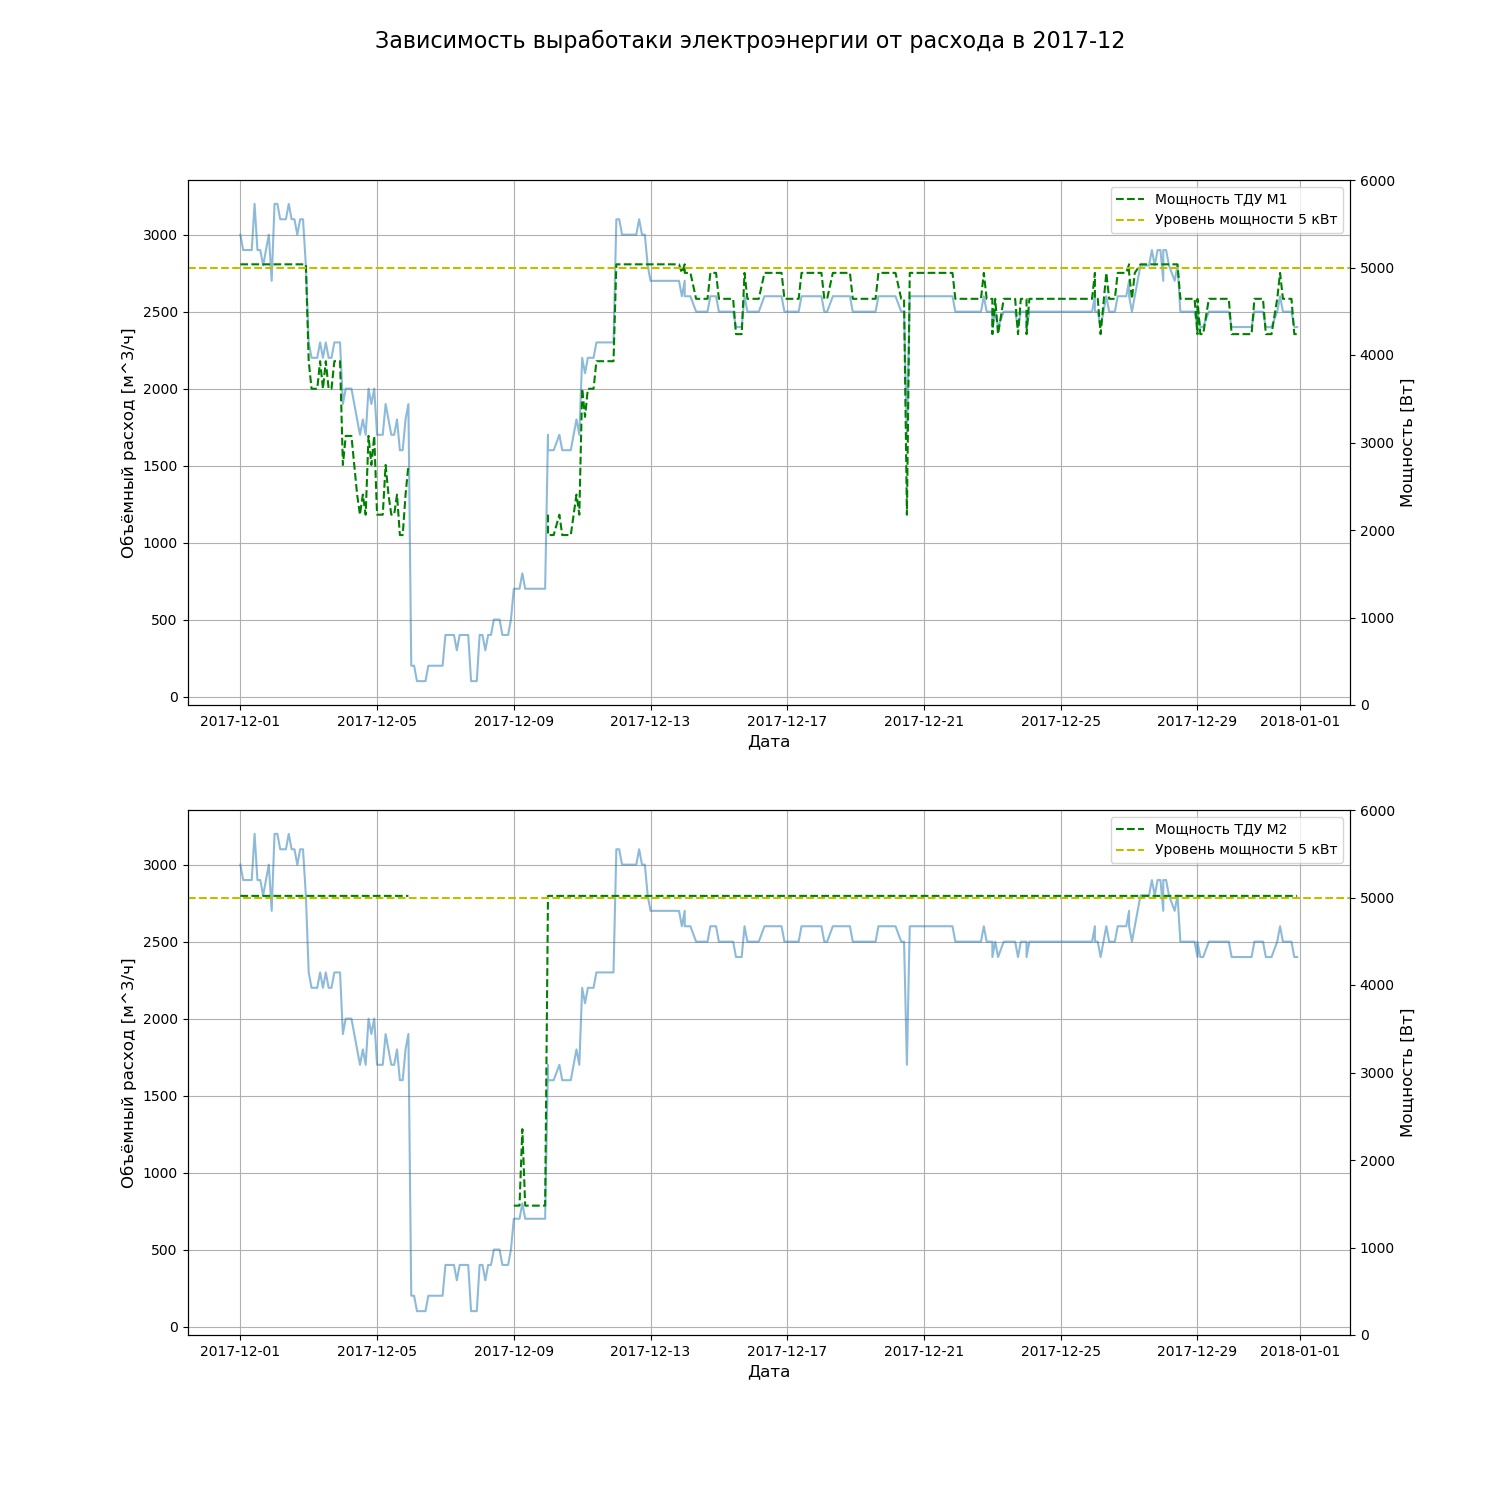 Зависимость выработаки электроэнергии от расхода в 2017-12
Мощность ТДУ М1
Уровень мощности 5 кВт
Объёмный расход [м^3/ч]
3000
2500
2000
1500
1000
500
0
6000
5000
4000
3000
2000
1000
0
Мощность [Вт]
2017-12-01 2017-12-05 2017-12-09 2017-12-13 2017-12-17 2017-12-21 2017-12-25 2017-12-29 2018-01-01
Дата
Мощность ТДУ М2
Уровень мощности 5 кВт
Объёмный расход [м^3/ч]
3000
2500
2000
1500
1000
500
0
6000
5000
4000
3000
2000
1000
0
Мощность [Вт]
2017-12-01 2017-12-05 2017-12-09 2017-12-13 2017-12-17 2017-12-21 2017-12-25 2017-12-29 2018-01-01
Дата